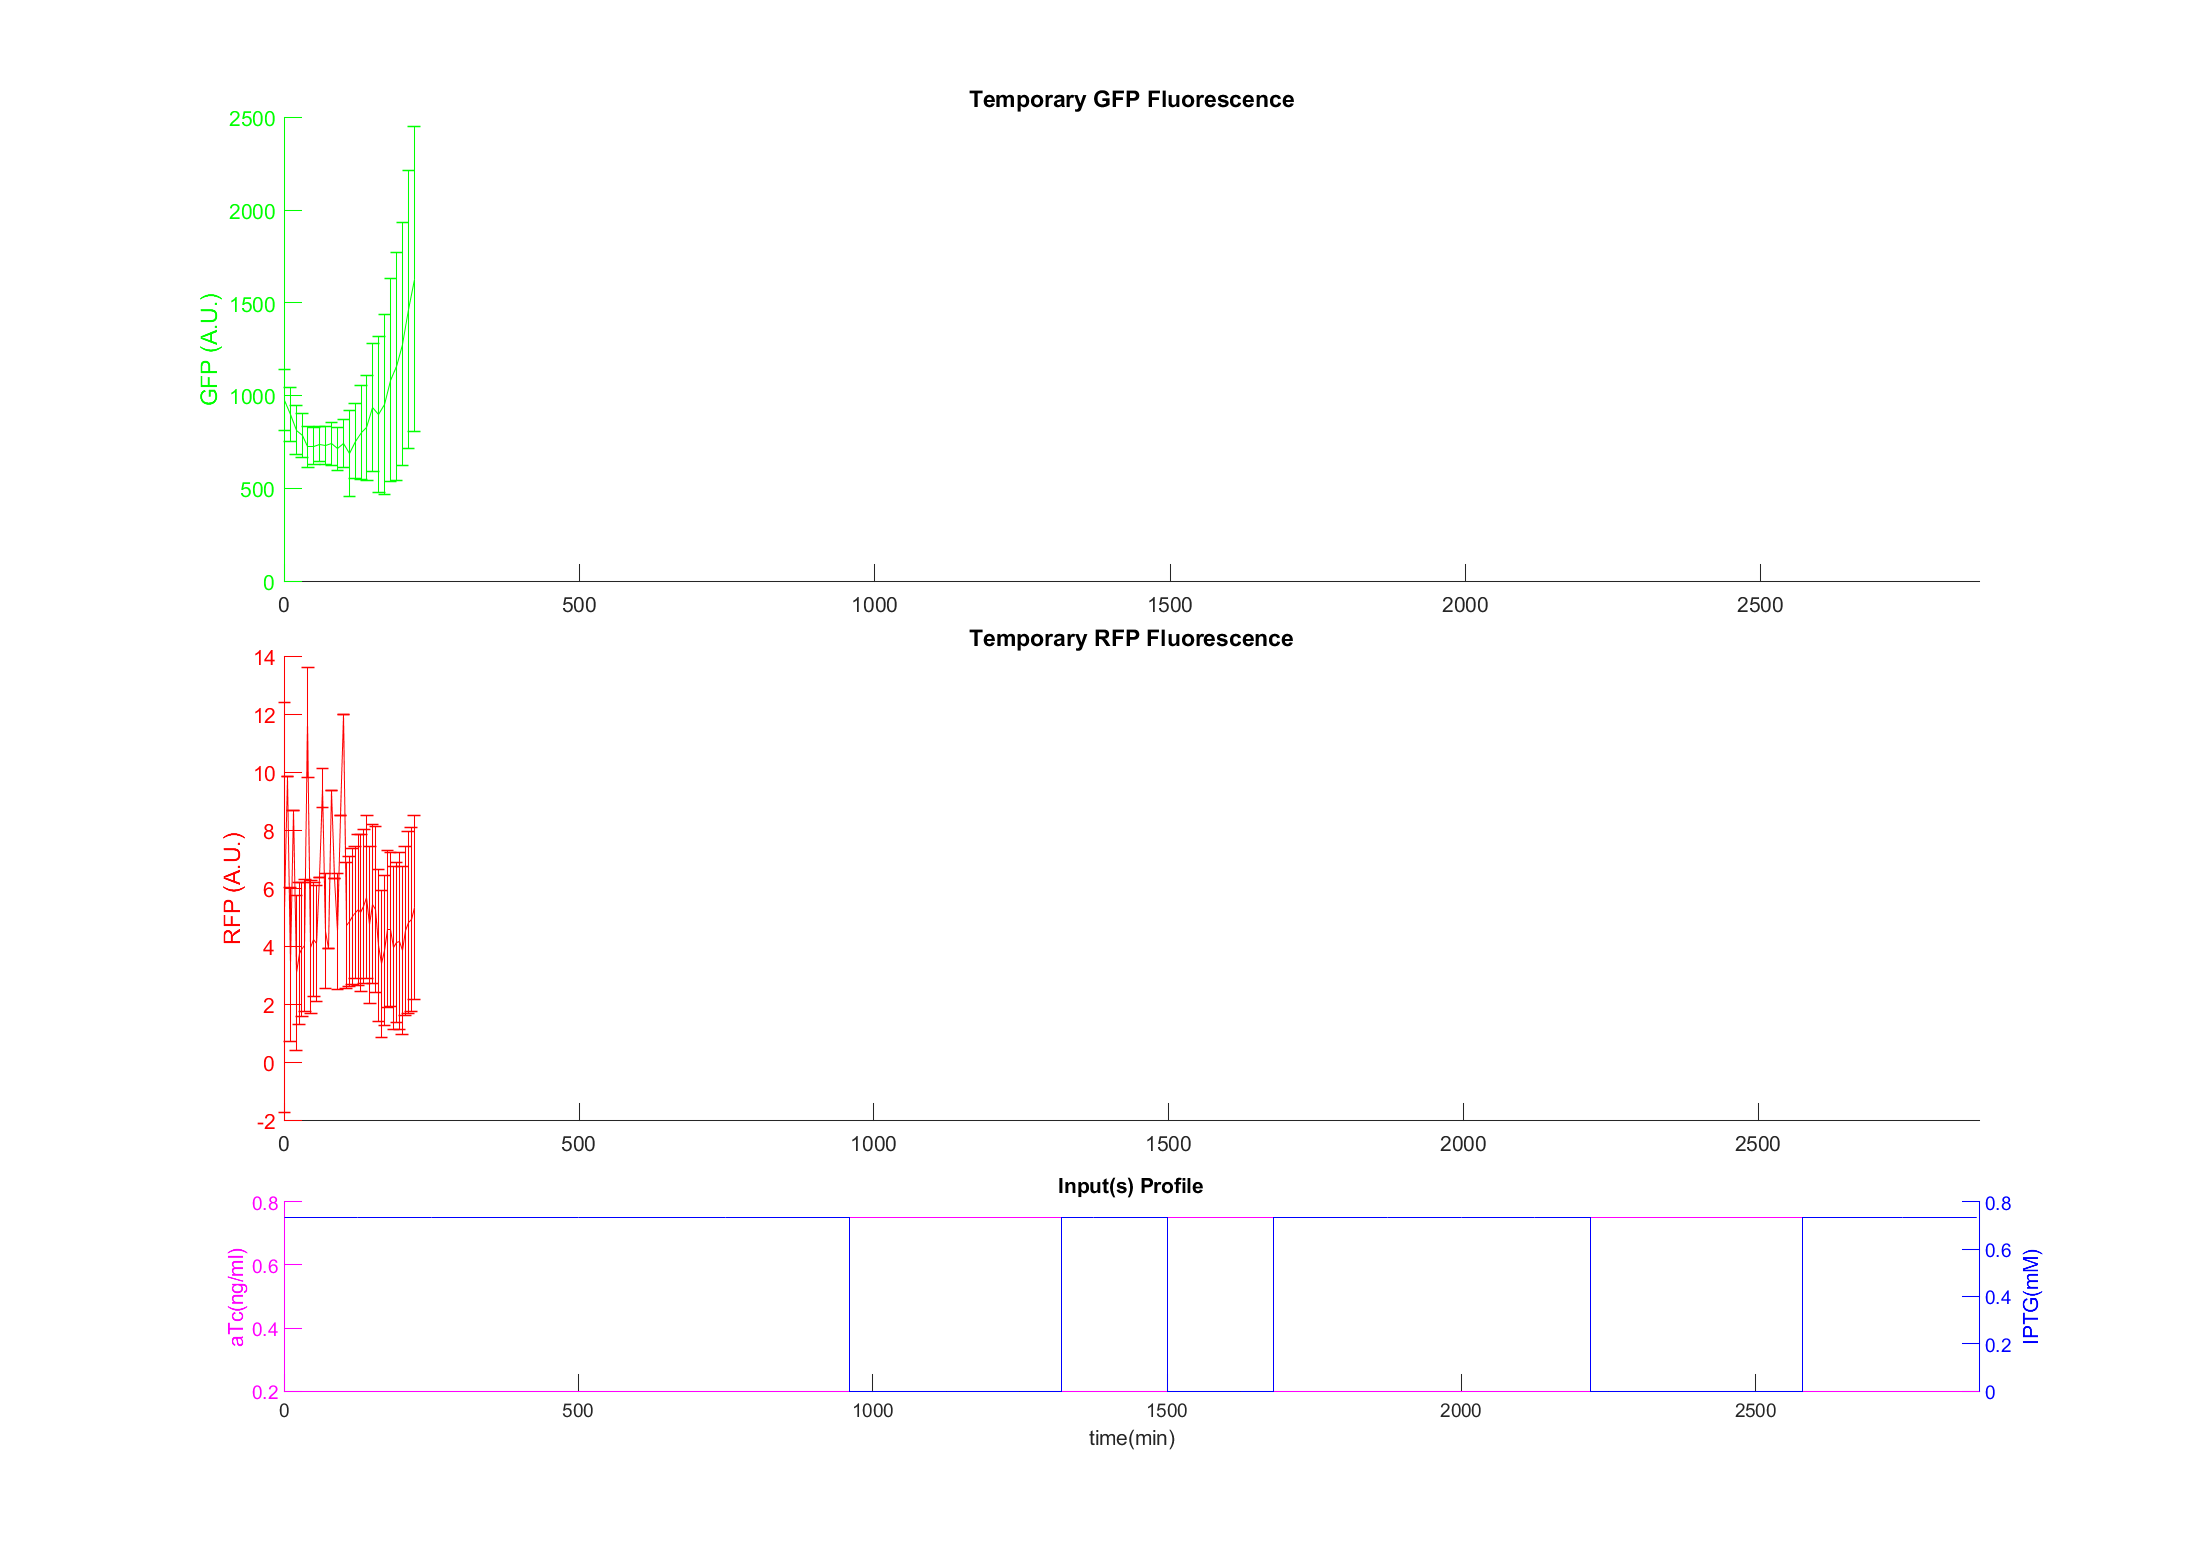 Temporary GFP Fluorescence
GFP (A.U.)
2500
2000
1500
1000
500
0
0 500 1000 1500 2000 2500
Temporary RFP Fluorescence
RFP (A.U.)
14
12
10
8
6
4
2
0
-2
0 500 1000 1500 2000 2500
Input(s) Profile
aTc(ng/ml)
0.8
0.6
0.4
0.2
0.8
0.6
0.4
0.2
0
IPTG(mM)
0 500 1000 1500 2000 2500
time(min)